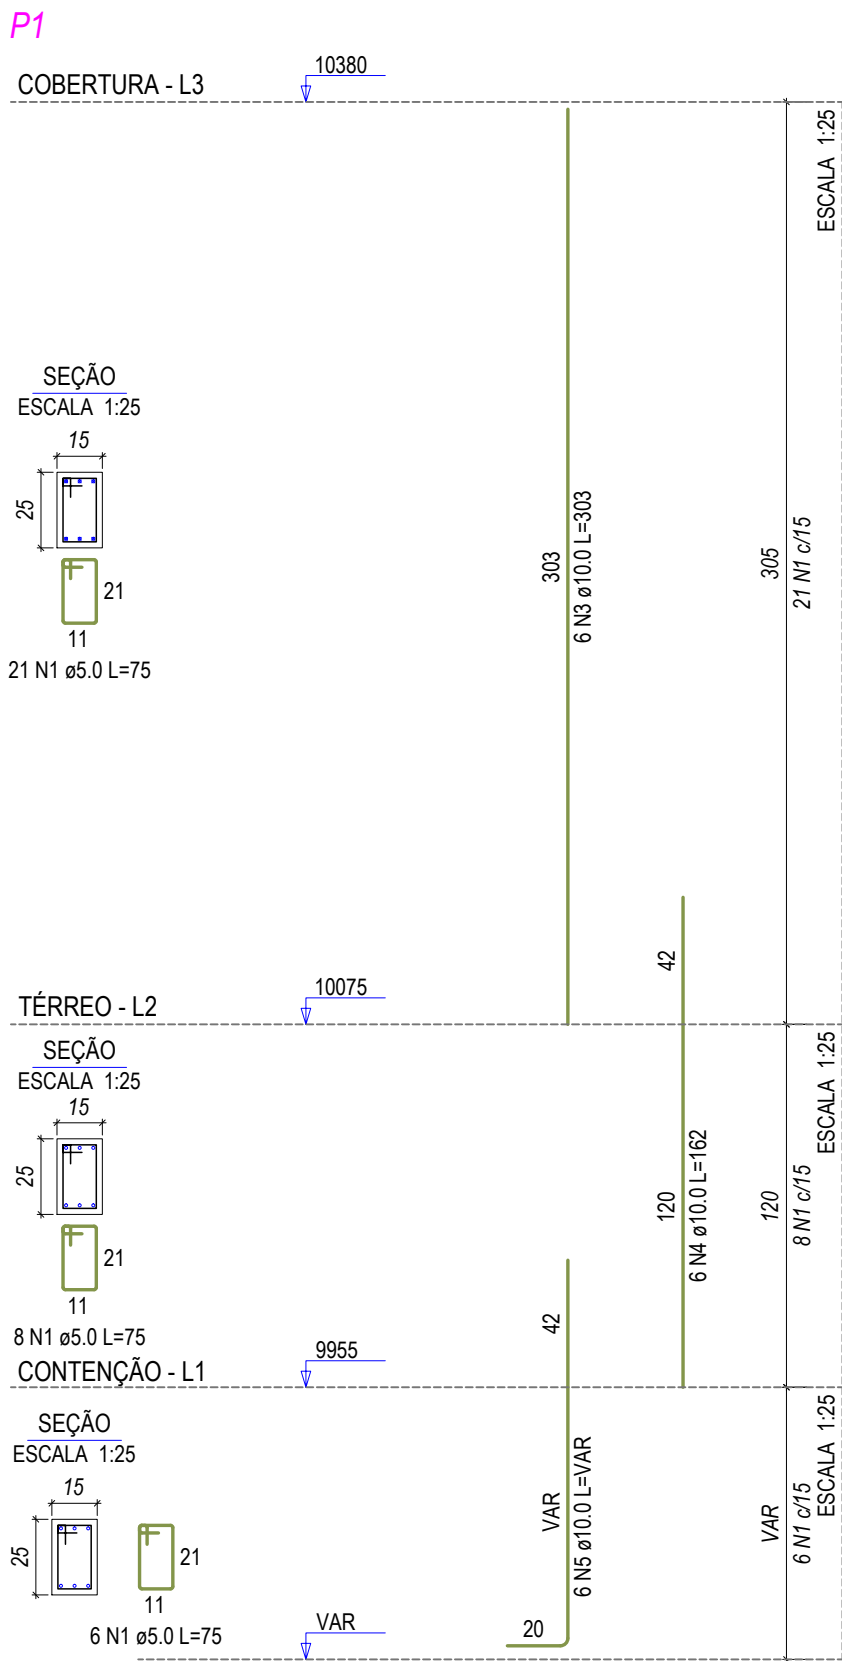 P1
10380
COBERTURA - L3
ESCALA 1:25
SEÇÃO
ESCALA 1:25
15
25
21
11
21 N1 ø5.0 L=75
303
6 N3 ø10.0 L=303
305
21 N1 c/15
42
10075
TÉRREO - L2
ESCALA 1:25
SEÇÃO
ESCALA 1:25
15
25
21
11
8 N1 ø5.0 L=75
120
6 N4 ø10.0 L=162
120
8 N1 c/15
42
9955
CONTENÇÃO - L1
ESCALA 1:25
SEÇÃO
ESCALA 1:25
15
25
21
11
6 N1 ø5.0 L=75
VAR
6 N5 ø10.0 L=VAR
VAR
6 N1 c/15
20
VAR